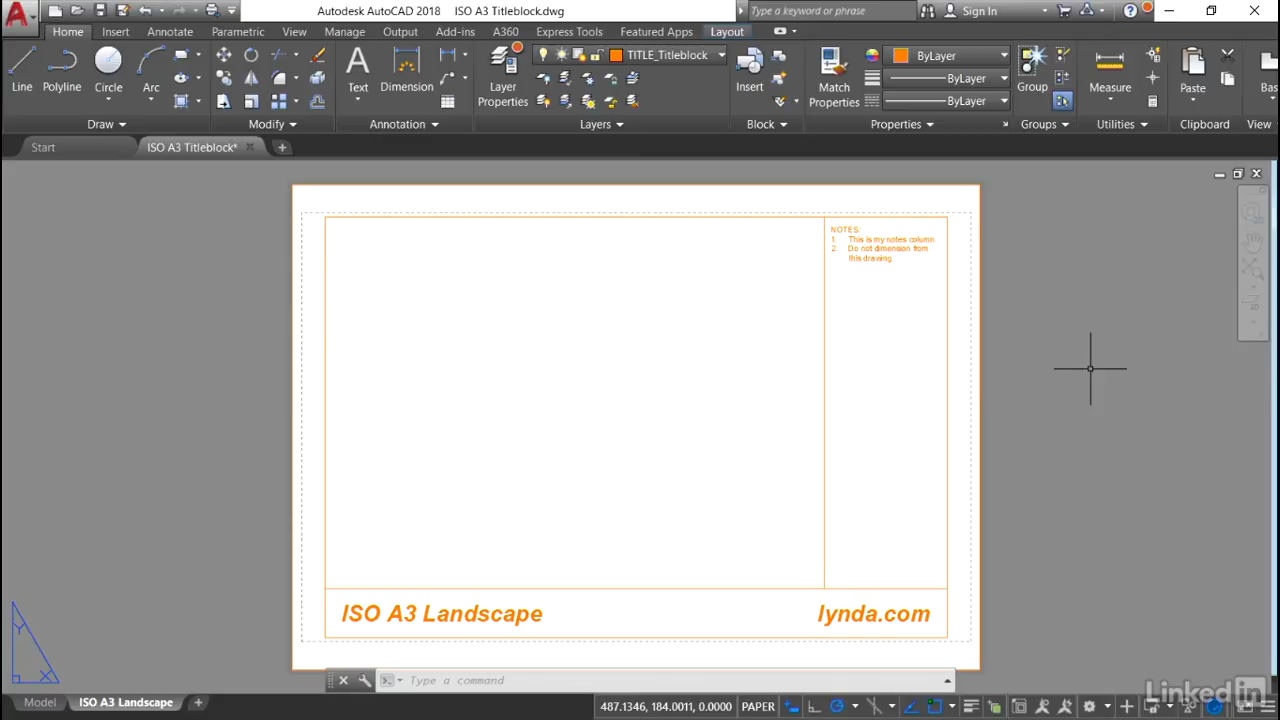 Autodesk AutoCAD 2018 ISO A3 Titleblock.dwg
Type a keyword or phrase
Sign In
Home Insert Annotate Parametric View Manage Output Add-ins A360 Express Tools Featured Apps Layout
Line Polyline Circle Arc
Text Dimension
Layer Properties
TITLE_Titleblock
Insert
Match Properties
ByLayer
ByLayer
ByLayer
Group
Measure
Paste
Bas
Draw Modify Annotation Layers Block Properties Groups Utilities Clipboard View
Start ISO A3 Titleblock*
NOTES:
1. This is my notes column
2. Do not dimension from
this drawing.
ISO A3 Landscape lynda.com
Y
X
Type a command
Model ISO A3 Landscape
487.1346, 184.0011, 0.0000 PAPER
Linked in